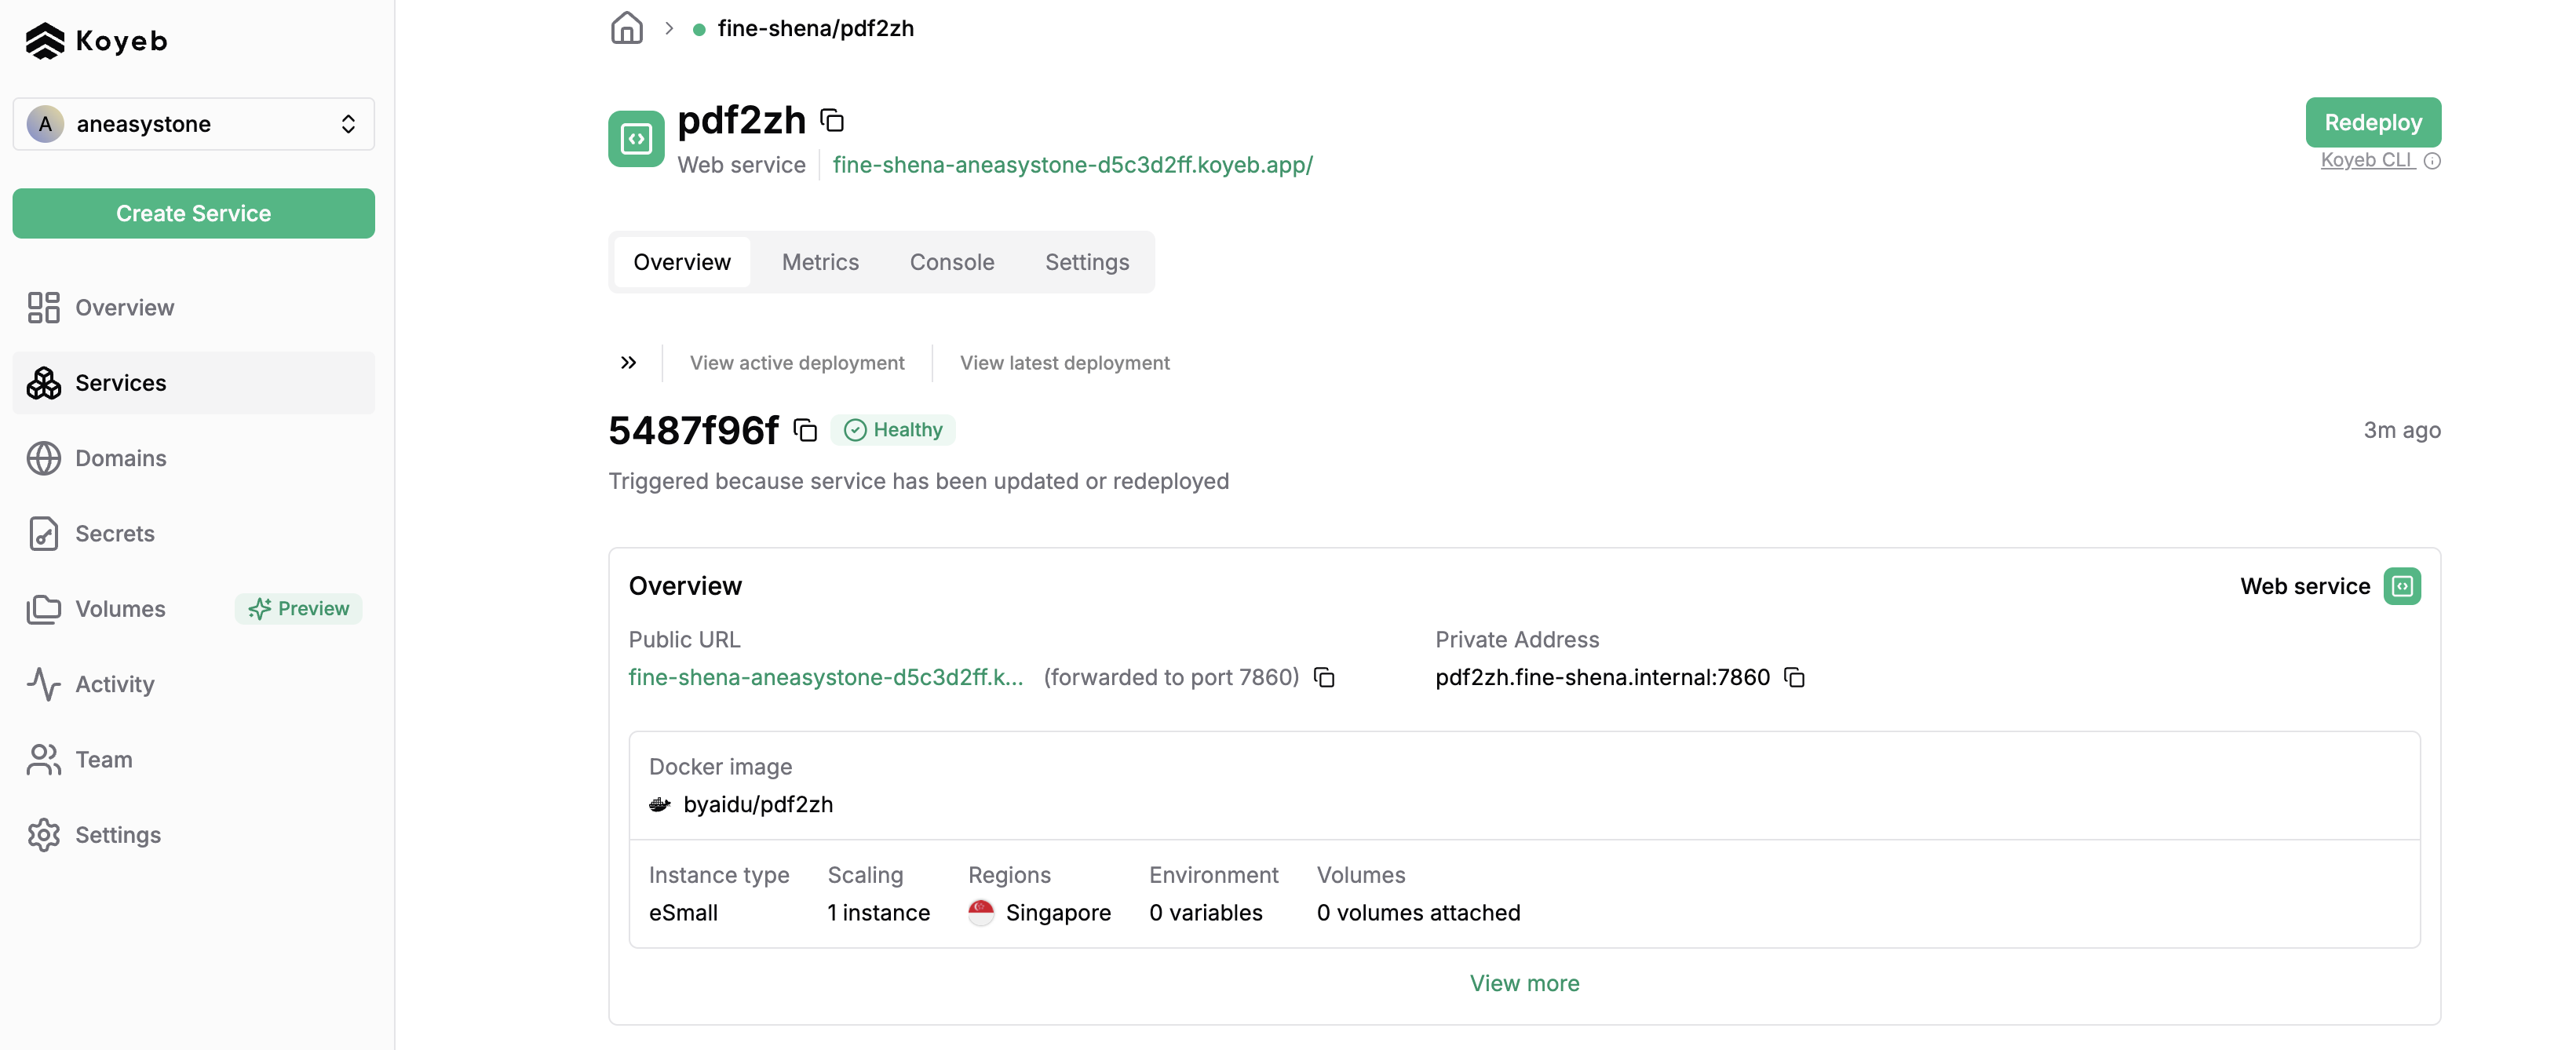 Koyeb
A aneasystone
Create Service
Overview
Services
Domains
Secrets
Volumes Preview
Activity
Team
Settings
fine-shena/pdf2zh
pdf2zh
Web service fine-shena-aneasystone-d5c3d2ff.koyeb.app/
Redeploy
Koyeb CLI
Overview Metrics Console Settings
View active deployment View latest deployment
5487f96f Healthy 3m ago
Triggered because service has been updated or redeployed
Overview Web service
Public URL Private Address
fine-shena-aneasystone-d5c3d2ff.k... (forwarded to port 7860) pdf2zh.fine-shena.internal:7860
Docker image
byaidu/pdf2zh
Instance type Scaling Regions Environment Volumes
eSmall 1 instance Singapore 0 variables 0 volumes attached
View more